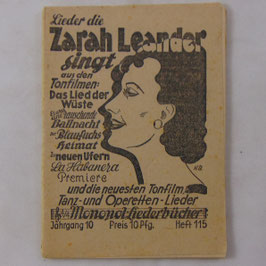 Lieder die
Zarah Leander
singt
aus den
Tonfilmen:
Das Lied der
Wüste
Ballnacht
Der Blaufuchs
Heimat
Zu neuen Ufern
La Habanera
Premiere
und die neuesten Tonfilm
Tanz- und Operetten-Lieder
Monopol-Liederbücher
Jahrgang 10 Preis 10 Pfg. Heft 115